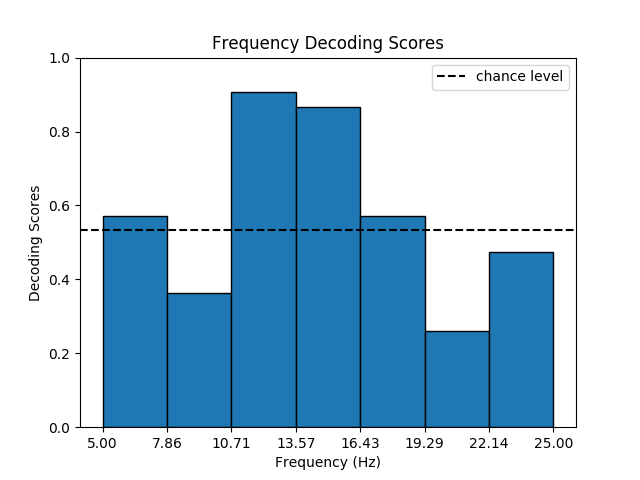 Frequency Decoding Scores
chance level
1.0
0.8
0.6
0.4
0.2
0.0
Decoding Scores
5.00 7.86 10.71 13.57 16.43 19.29 22.14 25.00
Frequency (Hz)